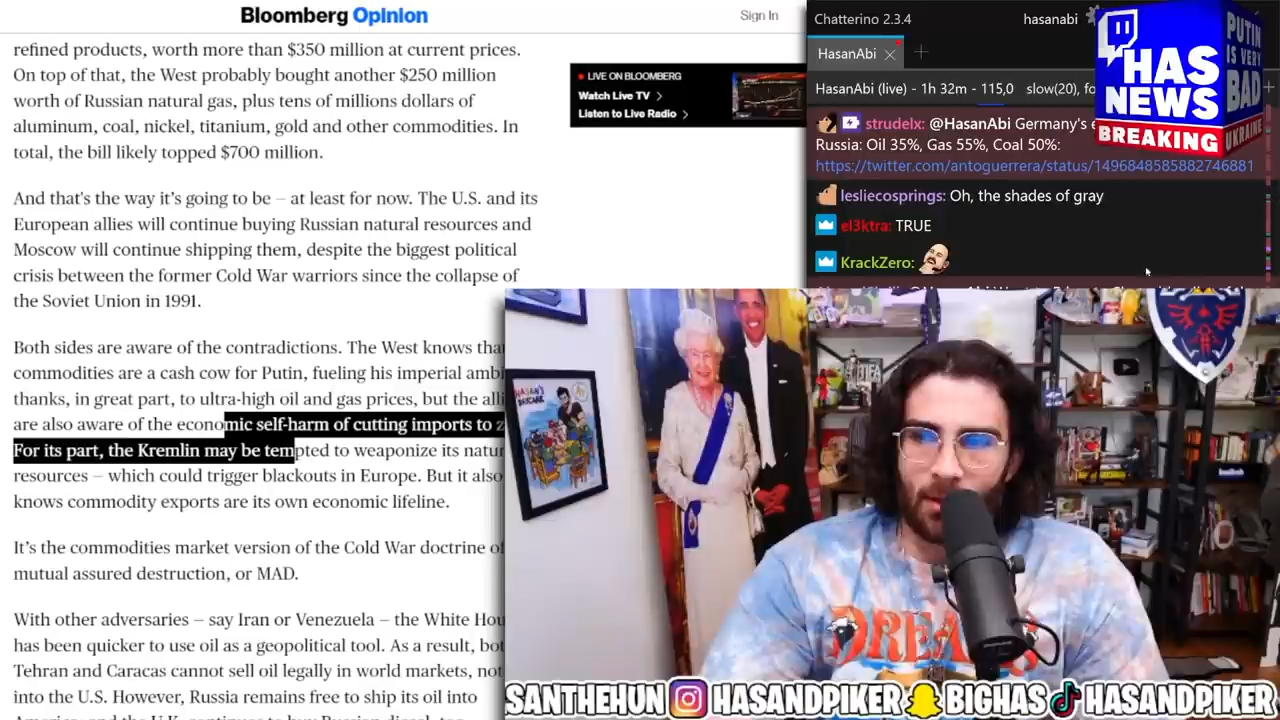 Bloomberg Opinion
Sign In
refined products, worth more than $350 million at current prices.
On top of that, the West probably bought another $250 million
worth of Russian natural gas, plus tens of millions dollars of
aluminum, coal, nickel, titanium, gold and other commodities. In
total, the bill likely topped $700 million.
And that's the way it's going to be – at least for now. The U.S. and its
European allies will continue buying Russian natural resources and
Moscow will continue shipping them, despite the biggest political
crisis between the former Cold War warriors since the collapse of
the Soviet Union in 1991.
Both sides are aware of the contradictions. The West knows
commodities are a cash cow for Putin, fueling his imperial
thanks, in great part, to ultra-high oil and gas prices, but the
are also aware of the economic self-harm of cutting imports to
For its part, the Kremlin may be tempted to weaponize its
resources – which could trigger blackouts in Europe. But it also
knows commodity exports are its own economic lifeline.
It's the commodities market version of the Cold War doctrine of
mutual assured destruction, or MAD.
With other adversaries – say Iran or Venezuela – the White
has been quicker to use oil as a geopolitical tool. As a result,
Tehran and Caracas cannot sell oil legally in world markets, not
into the U.S. However, Russia remains free to ship its oil into
LIVE ON BLOOMBERG
Watch Live TV >
Listen to Live Radio >
Chatterino 2.3.4
hasanabi
HasanAbi
HasanAbi (live) - 1h 32m - 115,0 slow(20),
strudelx: @HasanAbi Germany's
Russia: Oil 35%, Gas 55%, Coal 50%:
https://twitter.com/antoguerrera/status/1496848585882746881
lesliecosprings: Oh, the shades of gray
el3ktra: TRUE
KrackZero:
HAS
NEWS
BREAKING
PUTIN
IS VERY
BAD
UKRAINE
HASAN'S
DAYCARE
SANTHEHUN HASANDPIKER BIGHAS HASANDPIKER